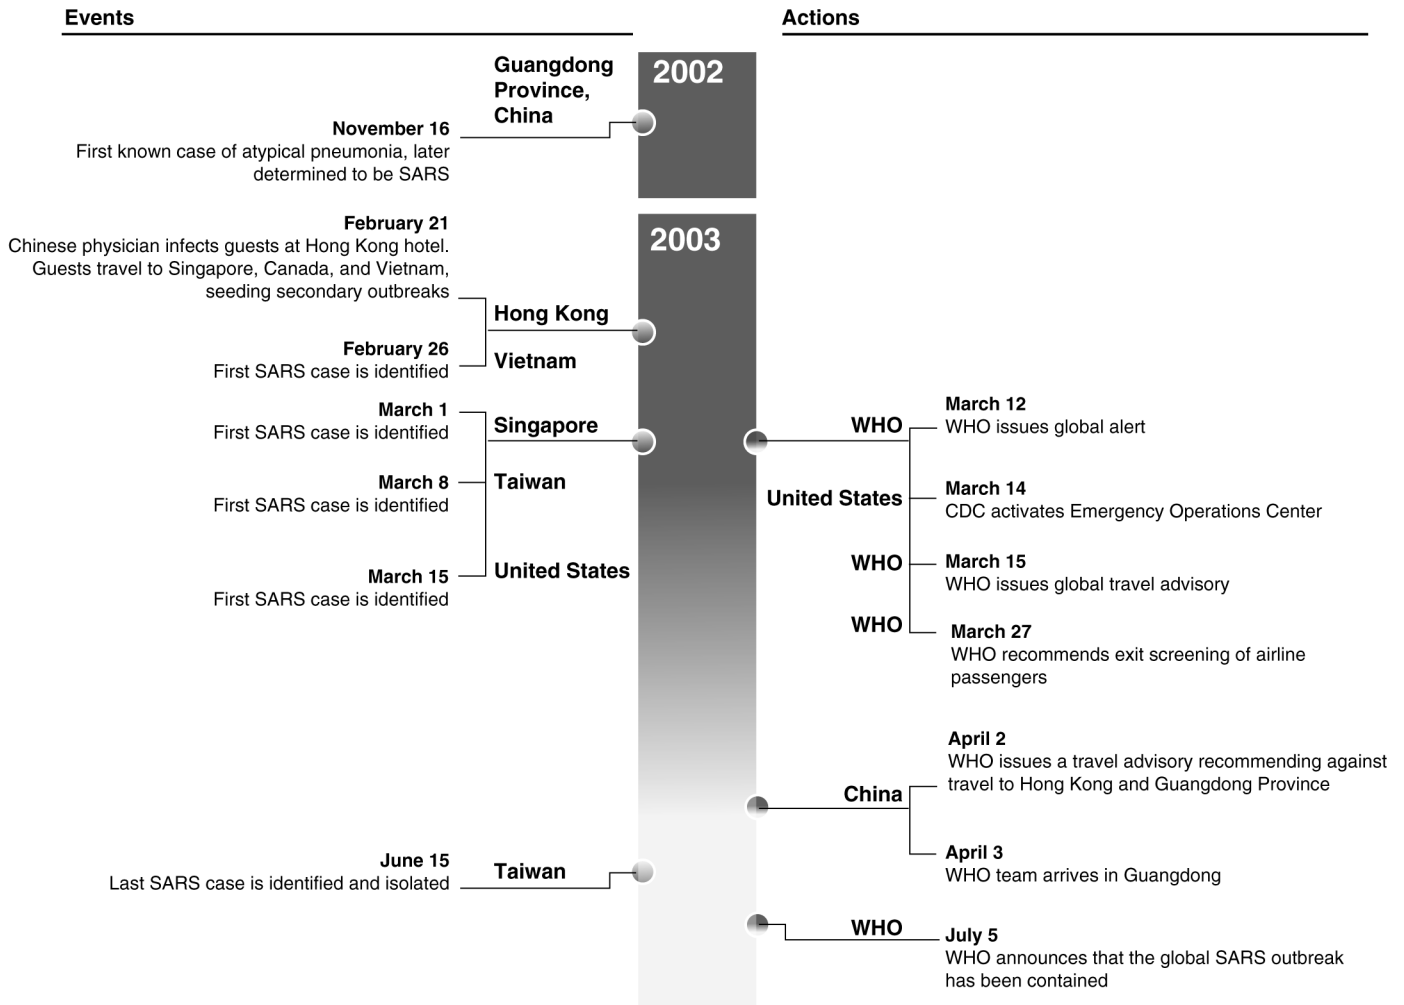 Events
Actions
2002
Guangdong
Province,
China
November 16
First known case of atypical pneumonia, later
determined to be SARS
2003
February 21
Chinese physician infects guests at Hong Kong hotel.
Guests travel to Singapore, Canada, and Vietnam,
seeding secondary outbreaks
Hong Kong
February 26
First SARS case is identified
Vietnam
March 1
First SARS case is identified
Singapore
March 8
First SARS case is identified
Taiwan
March 15
First SARS case is identified
United States
WHO
March 12
WHO issues global alert
United States
March 14
CDC activates Emergency Operations Center
WHO
March 15
WHO issues global travel advisory
WHO
March 27
WHO recommends exit screening of airline
passengers
China
April 2
WHO issues a travel advisory recommending against
travel to Hong Kong and Guangdong Province
April 3
WHO team arrives in Guangdong
June 15
Last SARS case is identified and isolated
Taiwan
WHO
July 5
WHO announces that the global SARS outbreak
has been contained